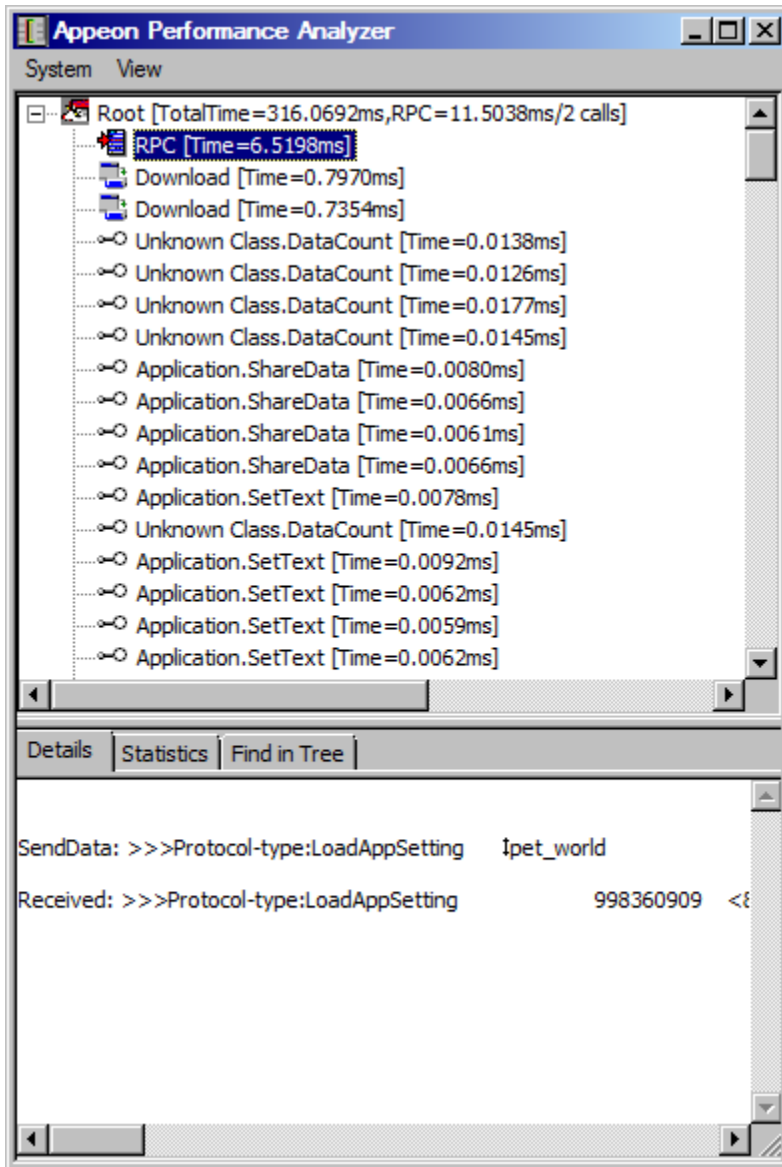 Appeon Performance Analyzer
System View
Root [TotalTime=316.0692ms,RPC=11.5038ms/2 calls]
RPC [Time=6.5198ms]
Download [Time=0.7970ms]
Download [Time=0.7354ms]
Unknown Class.DataCount [Time=0.0138ms]
Unknown Class.DataCount [Time=0.0126ms]
Unknown Class.DataCount [Time=0.0177ms]
Unknown Class.DataCount [Time=0.0145ms]
Application.ShareData [Time=0.0080ms]
Application.ShareData [Time=0.0066ms]
Application.ShareData [Time=0.0061ms]
Application.ShareData [Time=0.0066ms]
Application.SetText [Time=0.0078ms]
Unknown Class.DataCount [Time=0.0145ms]
Application.SetText [Time=0.0092ms]
Application.SetText [Time=0.0062ms]
Application.SetText [Time=0.0059ms]
Application.SetText [Time=0.0062ms]
Details Statistics Find in Tree
SendData: >>>Protocol-type:LoadAppSetting ↕pet_world
Received: >>>Protocol-type:LoadAppSetting 998360909